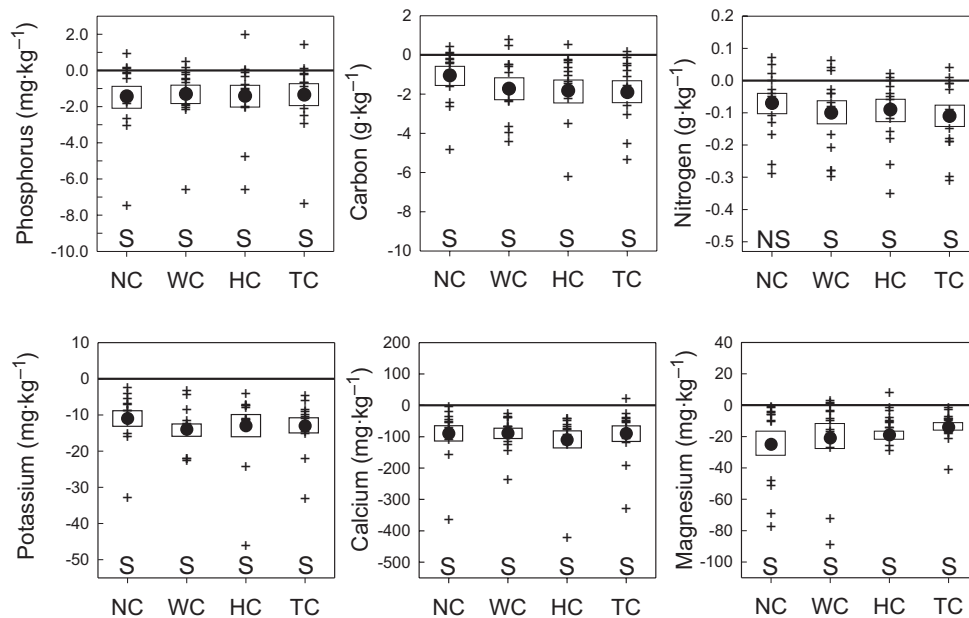 Phosphorus (mg·kg⁻¹)
2.0
0.0
-2.0
-4.0
-6.0
-8.0
-10.0
S S S S
NC WC HC TC
Carbon (g·kg⁻¹)
2
0
-2
-4
-6
-8
-10
S S S S
NC WC HC TC
Nitrogen (g·kg⁻¹)
0.2
0.1
0.0
-0.1
-0.2
-0.3
-0.4
-0.5
NS S S S
NC WC HC TC
Potassium (mg·kg⁻¹)
10
0
-10
-20
-30
-40
-50
S S S S
NC WC HC TC
Calcium (mg·kg⁻¹)
200
100
0
-100
-200
-300
-400
-500
S S S S
NC WC HC TC
Magnesium (mg·kg⁻¹)
40
20
0
-20
-40
-60
-80
-100
S S S S
NC WC HC TC